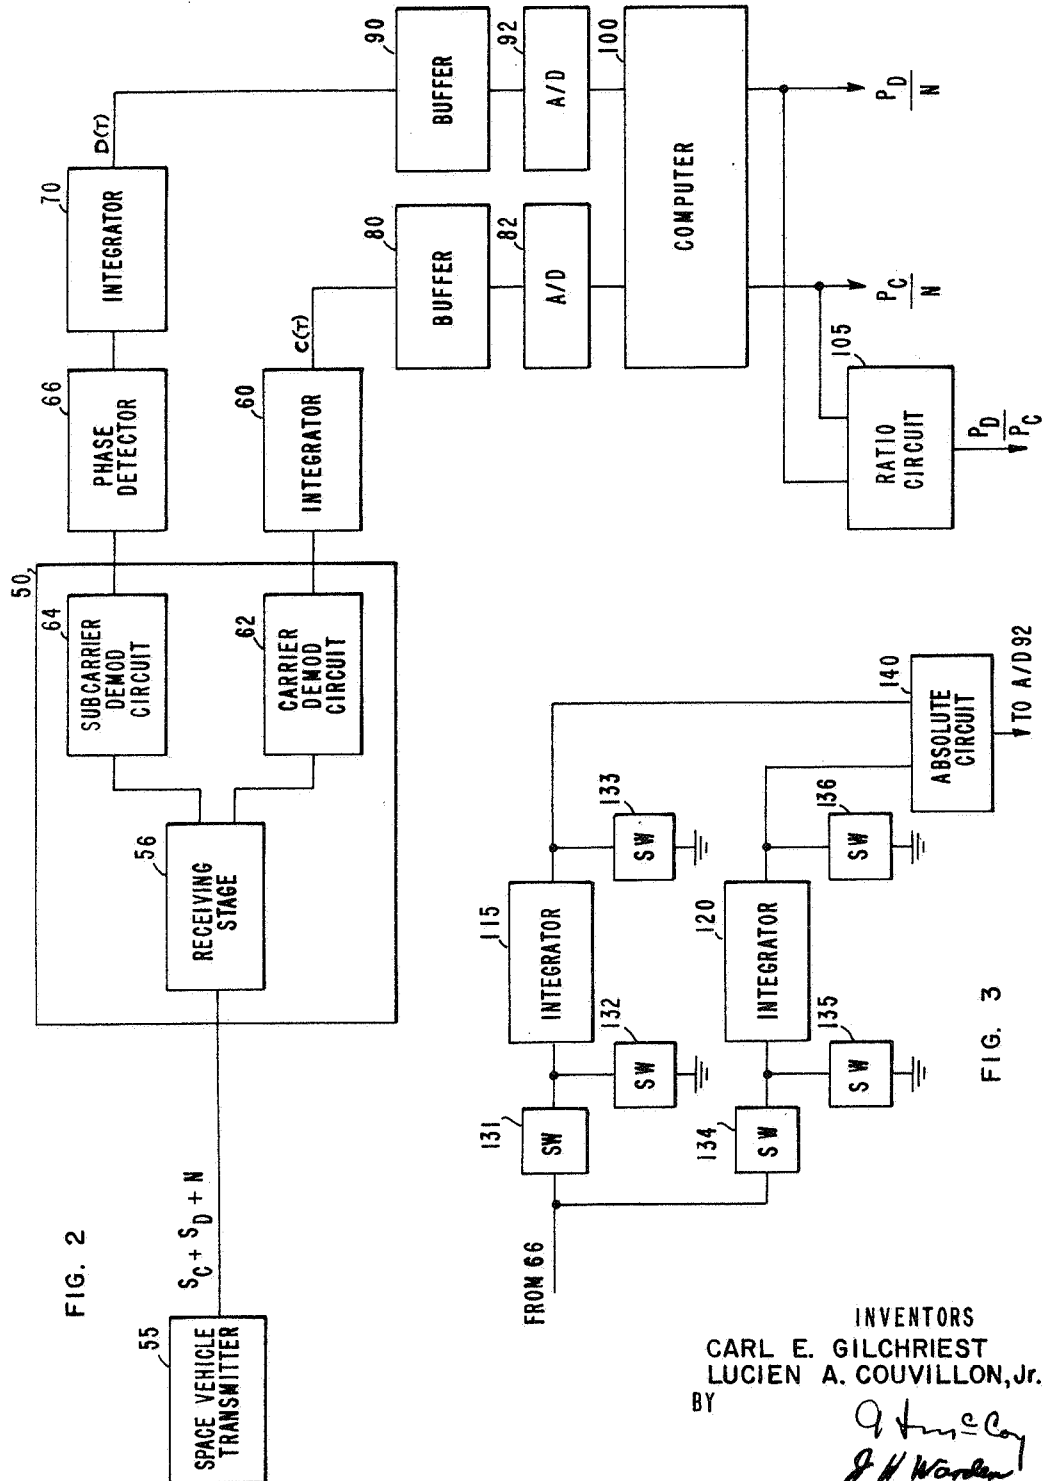 FIG. 2
55
SPACE VEHICLE
TRANSMITTER
S_C + S_D + N
50
56
RECEIVING
STAGE
64
SUBCARRIER
DEMOD
CIRCUIT
62
CARRIER
DEMOD
CIRCUIT
66
PHASE
DETECTOR
70
INTEGRATOR
D(T)
60
INTEGRATOR
C(T)
90
BUFFER
92
A/D
80
BUFFER
82
A/D
100
COMPUTER
P_D/N
P_C/N
105
RATIO
CIRCUIT
P_D/P_C
FIG. 3
FROM 66
131
SW
132
SW
115
INTEGRATOR
133
SW
134
SW
135
SW
120
INTEGRATOR
136
SW
140
ABSOLUTE
CIRCUIT
TO A/D 92
INVENTORS
CARL E. GILCHRIEST
LUCIEN A. COUVILLON, Jr.
BY
J H Warden